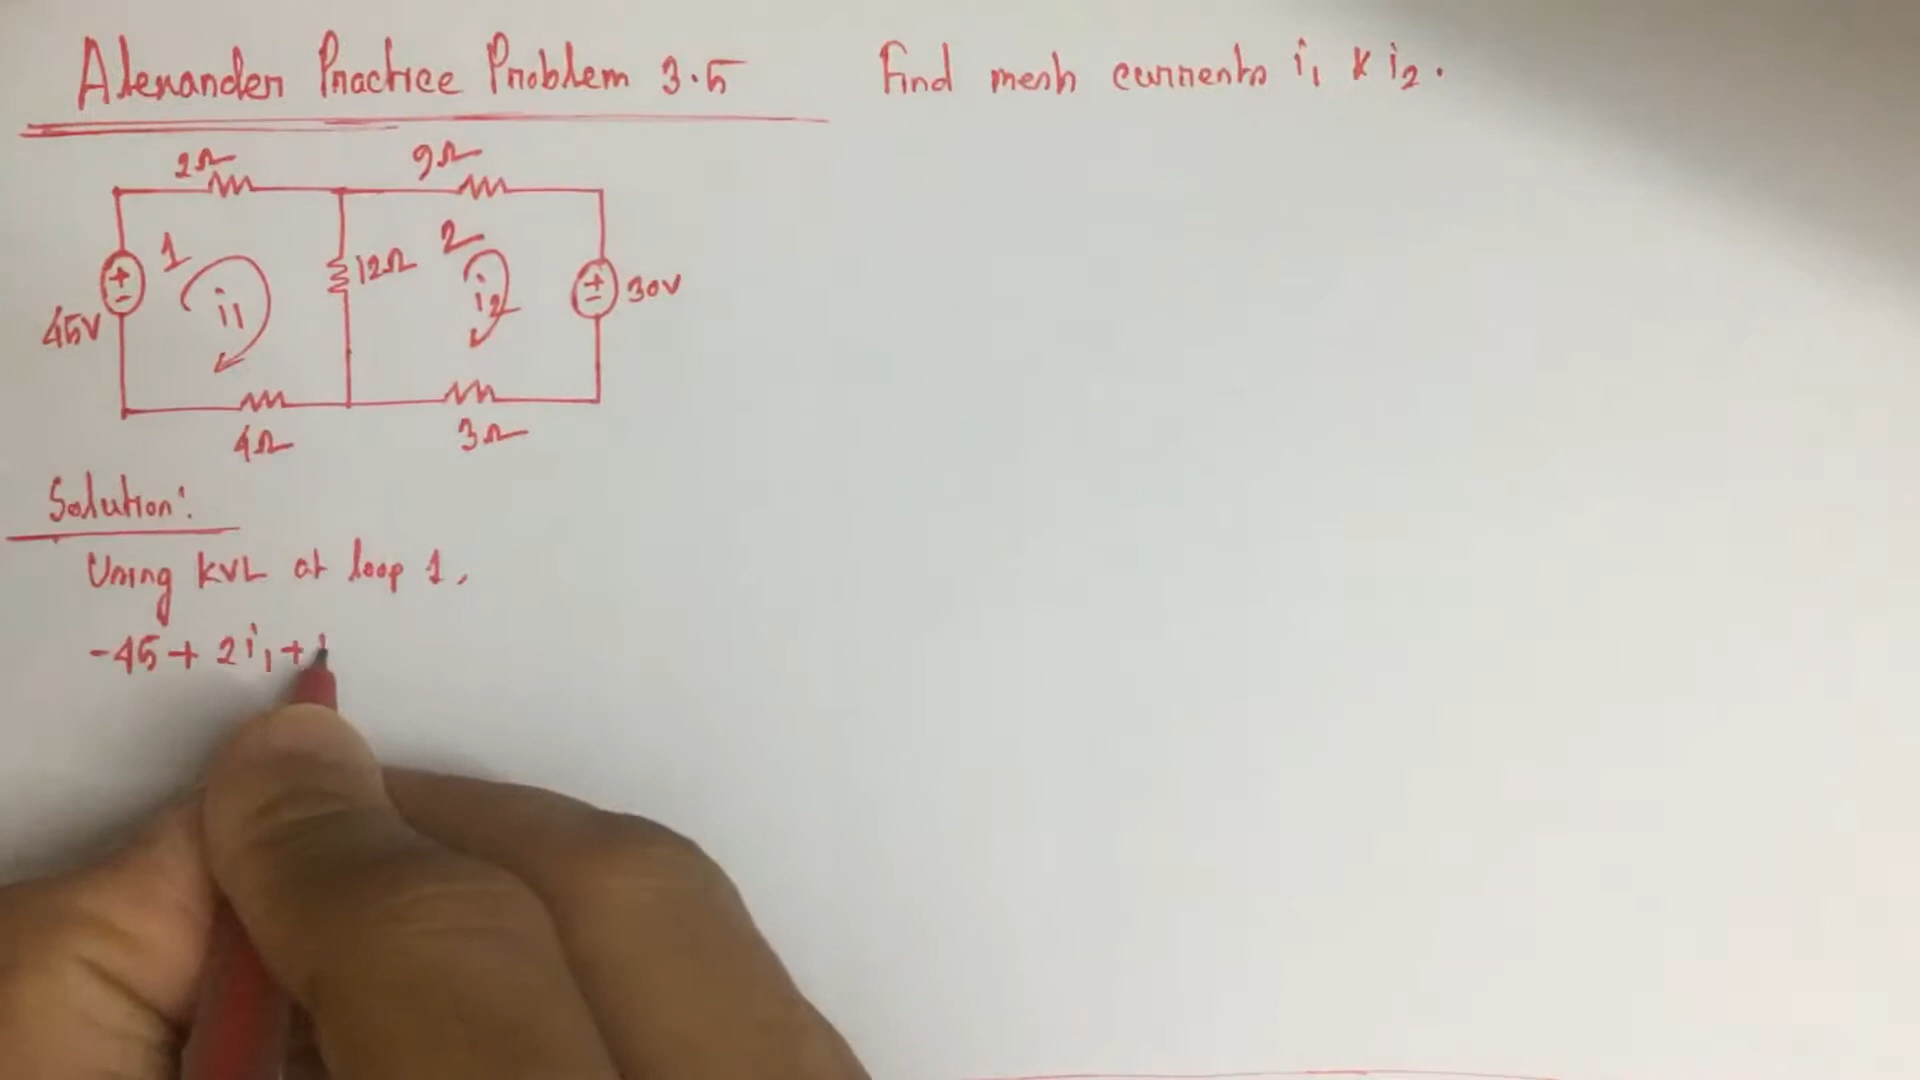 Alexander Practice Problem 3.5
Find mesh currents i₁ & i₂.
2Ω
9Ω
1
2
i₁
12Ω
i₂
+
-
+
-
45V
30V
4Ω
3Ω
Solution:
Using KVL at loop 1,
-45 + 2i₁ +